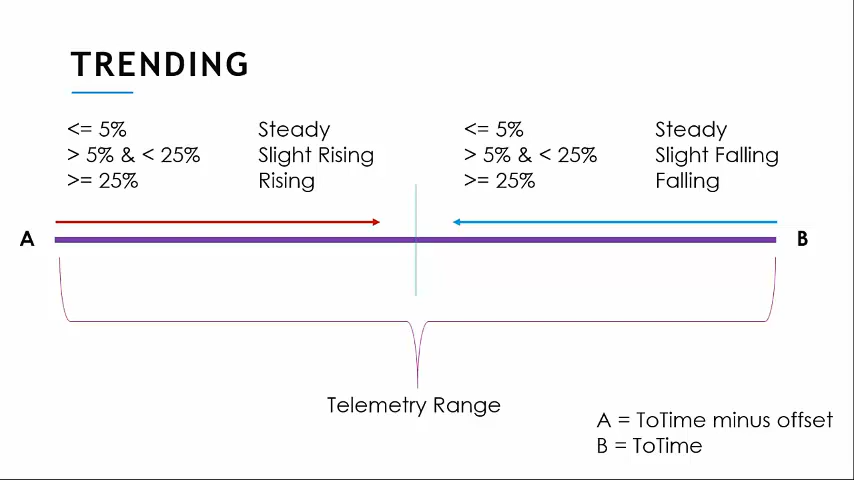 TRENDING
<= 5% Steady
> 5% & < 25% Slight Rising
>= 25% Rising
<= 5% Steady
> 5% & < 25% Slight Falling
>= 25% Falling
A
B
Telemetry Range
A = ToTime minus offset
B = ToTime